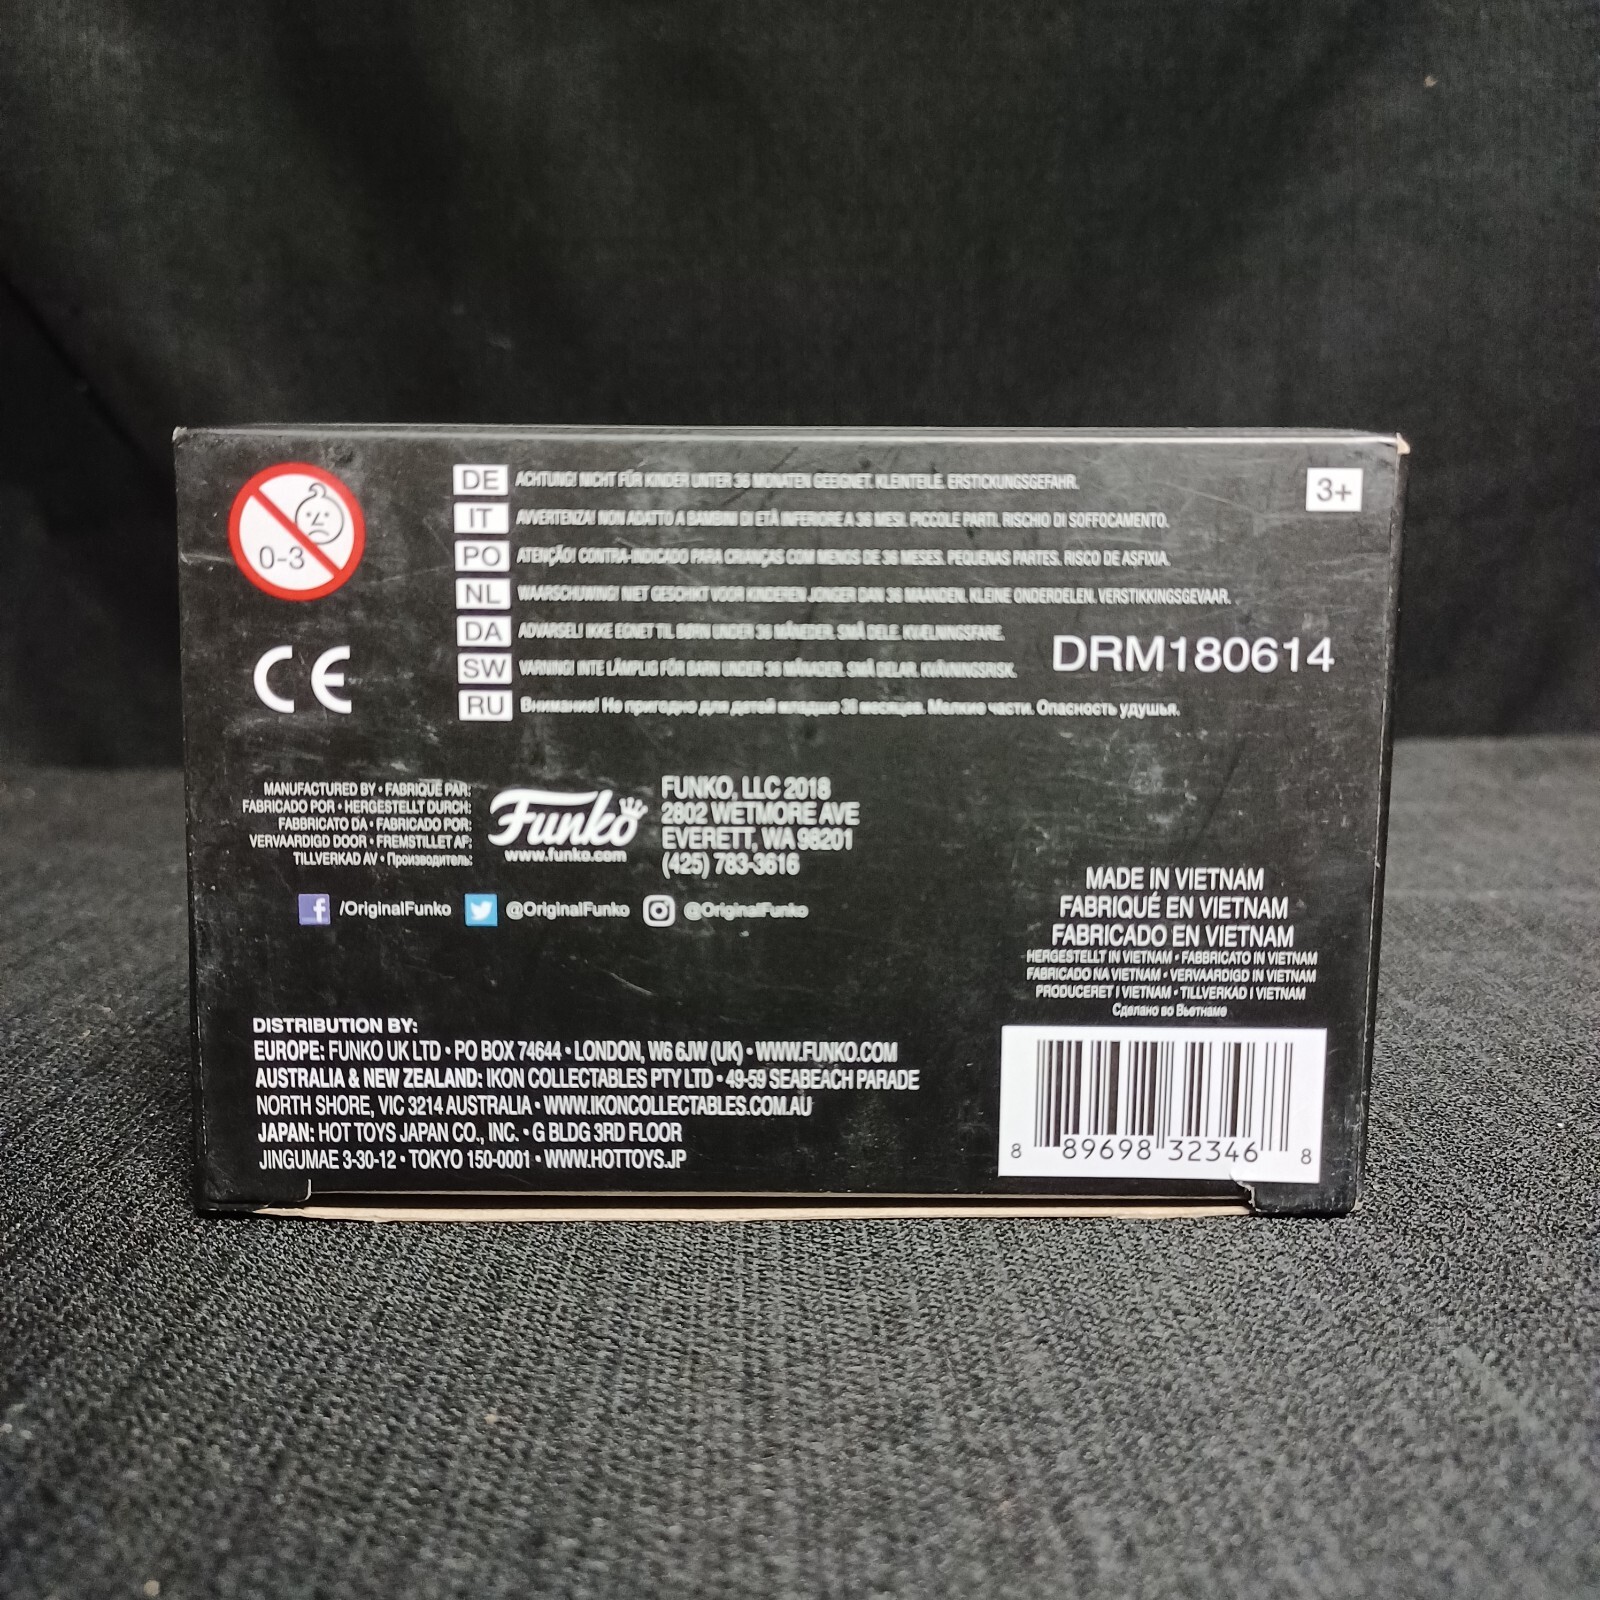 0-3
DE ACHTUNG! NICHT FÜR KINDER UNTER 36 MONATEN GEEIGNET. KLEINTEILE. ERSTICKUNGSGEFAHR.
3+
IT AVVERTENZA! NON ADATTO A BAMBINI DI ETÀ INFERIORE A 36 MESI. PICCOLE PARTI. RISCHIO DI SOFFOCAMENTO.
PO ATENÇÃO! CONTRA-INDICADO PARA CRIANÇAS COM MENOS DE 36 MESES. PEQUENAS PARTES. RISCO DE ASFIXIA.
NL WAARSCHUWING! NIET GESCHIKT VOOR KINDEREN JONGER DAN 36 MAANDEN. KLEINE ONDERDELEN. VERSTIKKINGSGEVAAR.
DA ADVARSEL! IKKE EGNET TIL BØRN UNDER 36 MÅNEDER. SMÅ DELE. KVÆLNINGSFARE.
SW VARNING! INTE LÄMPLIG FÖR BARN UNDER 36 MÅNADER. SMÅ DELAR. KVÄVNINGSRISK.
RU Внимание! Не пригодно для детей младше 36 месяцев. Мелкие части. Опасность удушья.
DRM180614
CE
MANUFACTURED BY • FABRIQUÉ PAR:
FABRICADO POR • HERGESTELLT DURCH:
FABBRICATO DA • FABRICADO POR:
VERVAARDIGD DOOR • FREMSTILLET AF:
TILLVERKAD AV • Производитель:
Funko
www.funko.com
FUNKO, LLC 2018
2802 WETMORE AVE
EVERETT, WA 98201
(425) 783-3616
/OriginalFunko @OriginalFunko @OriginalFunko
MADE IN VIETNAM
FABRIQUÉ EN VIETNAM
FABRICADO EN VIETNAM
HERGESTELLT IN VIETNAM • FABBRICATO IN VIETNAM
FABRICADO NA VIETNAM • VERVAARDIGD IN VIETNAM
PRODUCERET I VIETNAM • TILLVERKAD I VIETNAM
Сделано во Вьетнаме
DISTRIBUTION BY:
EUROPE: FUNKO UK LTD • PO BOX 74644 • LONDON, W6 6JW (UK) • WWW.FUNKO.COM
AUSTRALIA & NEW ZEALAND: IKON COLLECTABLES PTY LTD • 49-59 SEABEACH PARADE
NORTH SHORE, VIC 3214 AUSTRALIA • WWW.IKONCOLLECTABLES.COM.AU
JAPAN: HOT TOYS JAPAN CO., INC. • G BLDG 3RD FLOOR
JINGUMAE 3-30-12 • TOKYO 150-0001 • WWW.HOTTOYS.JP
8 89698 32346 8